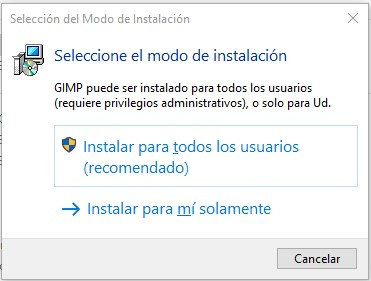 Selección del Modo de Instalación
Seleccione el modo de instalación
GIMP puede ser instalado para todos los usuarios
(requiere privilegios administrativos), o solo para Ud.
Instalar para todos los usuarios
(recomendado)
Instalar para mí solamente
Cancelar